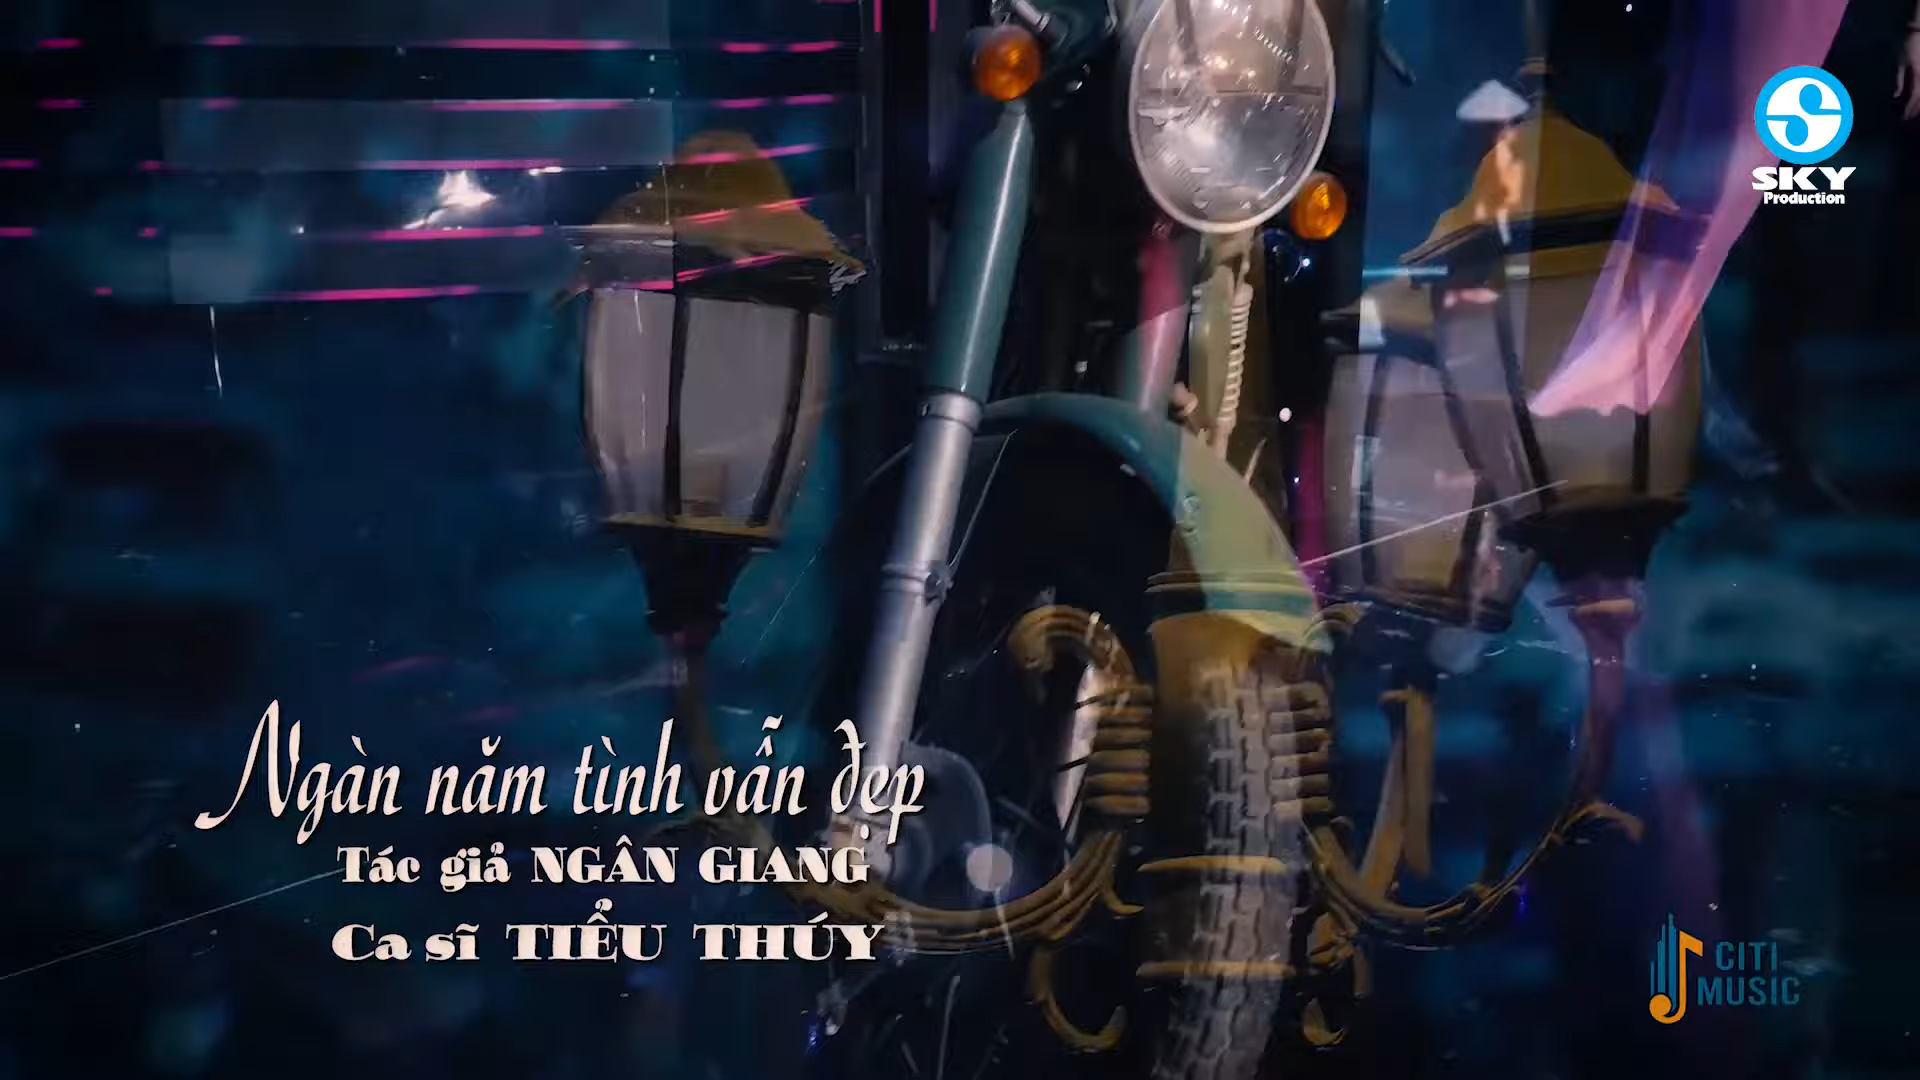 SKY
Production
Ngàn năm tình vẫn đẹp
Tác giả NGÂN GIANG
Ca sĩ TIỂU THÚY
CITI
MUSIC